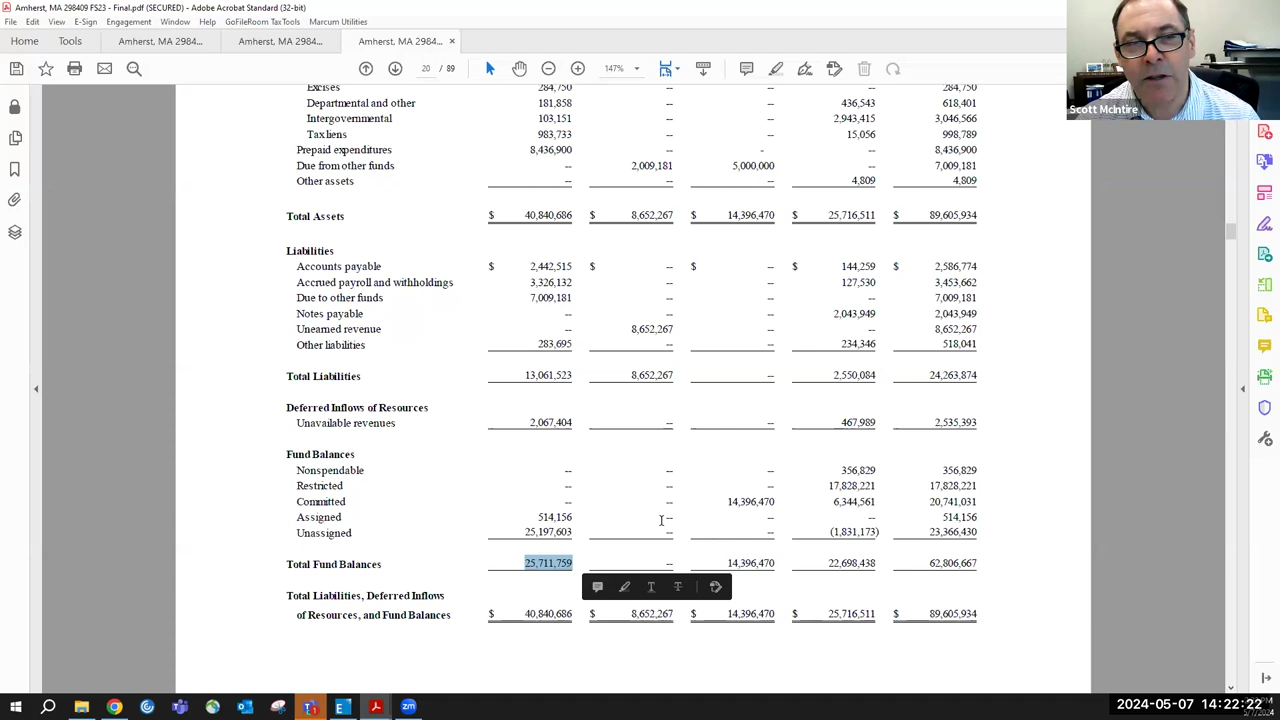 Amherst, MA 298409 FS23 - Final.pdf (SECURED) - Adobe Acrobat Standard (32-bit)
File Edit View E-Sign Engagement Window Help GoFileRoom TaxTools Marcum Utilities
Home Tools Amherst, MA 2984... Amherst, MA 2984... Amherst, MA 2984... ×
20 / 89 147%
Scott McIntire
Excises 284,750 -- -- -- 284,750
Departmental and other 181,858 -- -- 436,543 618,401
Intergovernmental 103,151 -- -- 2,943,415 3,046,566
Tax liens 983,733 -- -- 15,056 998,789
Prepaid expenditures 8,436,900 -- - -- 8,436,900
Due from other funds -- 2,009,181 5,000,000 -- 7,009,181
Other assets -- -- -- 4,809 4,809
Total Assets $ 40,840,686 $ 8,652,267 $ 14,396,470 $ 25,716,511 $ 89,605,934
Liabilities
Accounts payable $ 2,442,515 $ -- $ -- $ 144,259 $ 2,586,774
Accrued payroll and withholdings 3,326,132 -- -- 127,530 3,453,662
Due to other funds 7,009,181 -- -- -- 7,009,181
Notes payable -- -- -- 2,043,949 2,043,949
Unearned revenue -- 8,652,267 -- -- 8,652,267
Other liabilities 283,695 -- -- 234,346 518,041
Total Liabilities 13,061,523 8,652,267 -- 2,550,084 24,263,874
Deferred Inflows of Resources
Unavailable revenues 2,067,404 -- -- 467,989 2,535,393
Fund Balances
Nonspendable -- -- -- 356,829 356,829
Restricted -- -- -- 17,828,221 17,828,221
Committed -- -- 14,396,470 6,344,561 20,741,031
Assigned 514,156 -- -- -- 514,156
Unassigned 25,197,603 -- -- (1,831,173) 23,366,430
Total Fund Balances 25,711,759 -- 14,396,470 22,698,438 62,806,667
Total Liabilities, Deferred Inflows
of Resources, and Fund Balances $ 40,840,686 $ 8,652,267 $ 14,396,470 $ 25,716,511 $ 89,605,934
2024-05-07 14:22:22